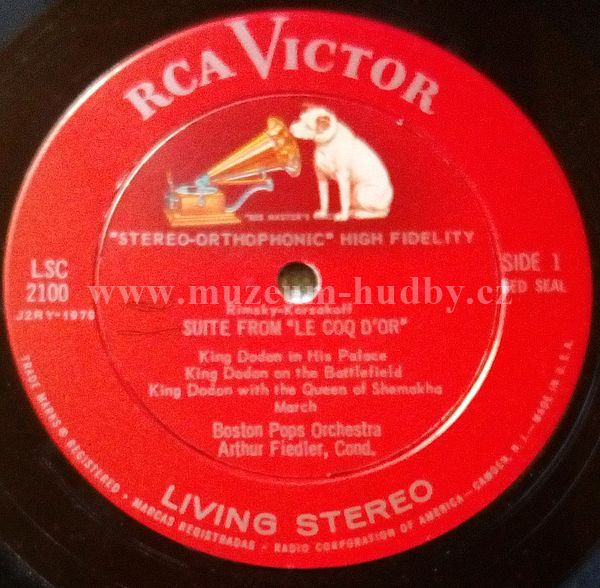 RCA VICTOR
"HIS MASTER'S
"STEREO-ORTHOPHONIC" HIGH FIDELITY
LSC
2100
J2RY-1970
SIDE 1
RED SEAL
www.muzeum-hudby.cz
Rimsky-Korsakoff
SUITE FROM "LE COQ D'OR"
King Dodon in His Palace
King Dodon on the Battlefield
King Dodon with the Queen of Shemakha
March
Boston Pops Orchestra
Arthur Fiedler, Cond.
LIVING STEREO
TRADE MARKS ® REGISTERED • MARCAS REGISTRADAS • RADIO CORPORATION OF AMERICA—CAMDEN, N. J.—MADE IN U.S.A.